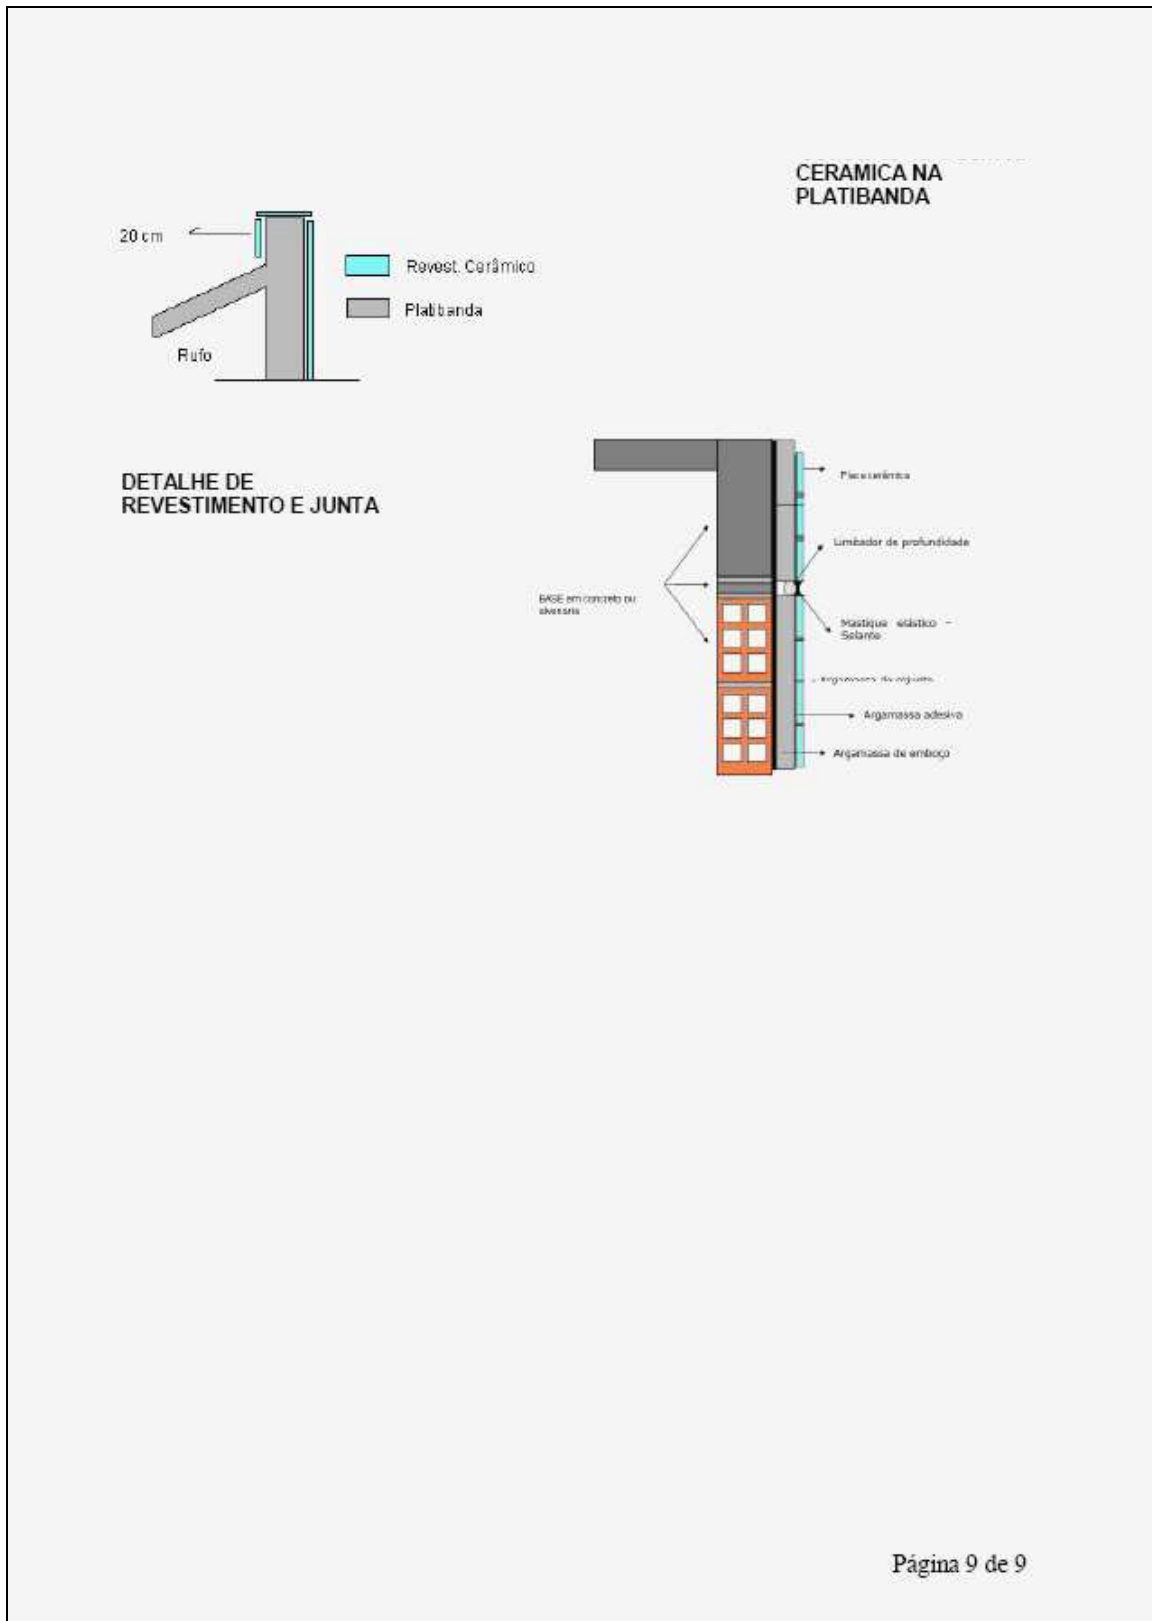 CERAMICA NA
PLATIBANDA
20 cm
Revest. Cerâmico
Platibanda
Rufo
DETALHE DE
REVESTIMENTO E JUNTA
Placa cerâmica
Limitador de profundidade
BASE em concreto ou
alvenaria
Mastique elástico –
Selante
Argamassa adesiva
Argamassa de emboço
Página 9 de 9